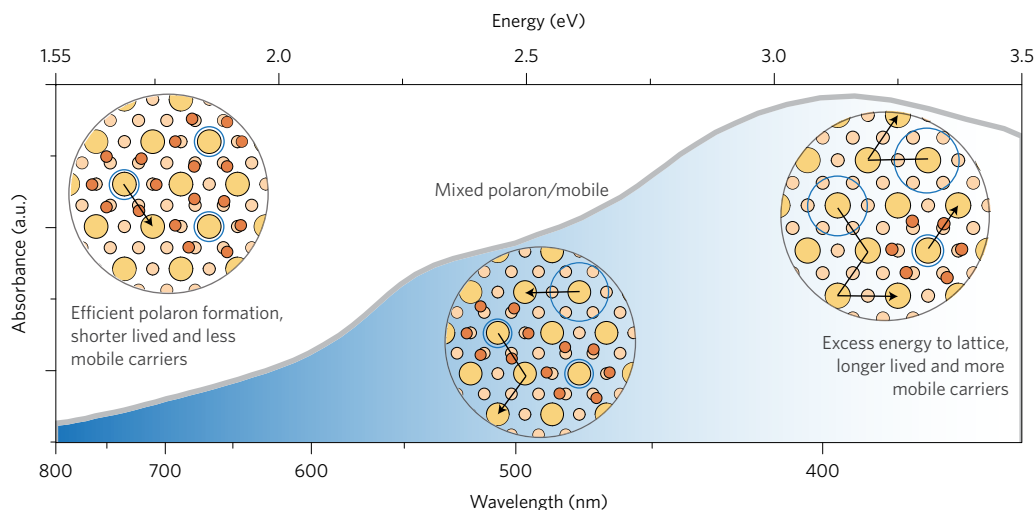 Energy (eV)
1.55 2.0 2.5 3.0 3.5
Absorbance (a.u.)
Mixed polaron/mobile
Efficient polaron formation,
shorter lived and less
mobile carriers
Excess energy to lattice,
longer lived and more
mobile carriers
800 700 600 500 400
Wavelength (nm)